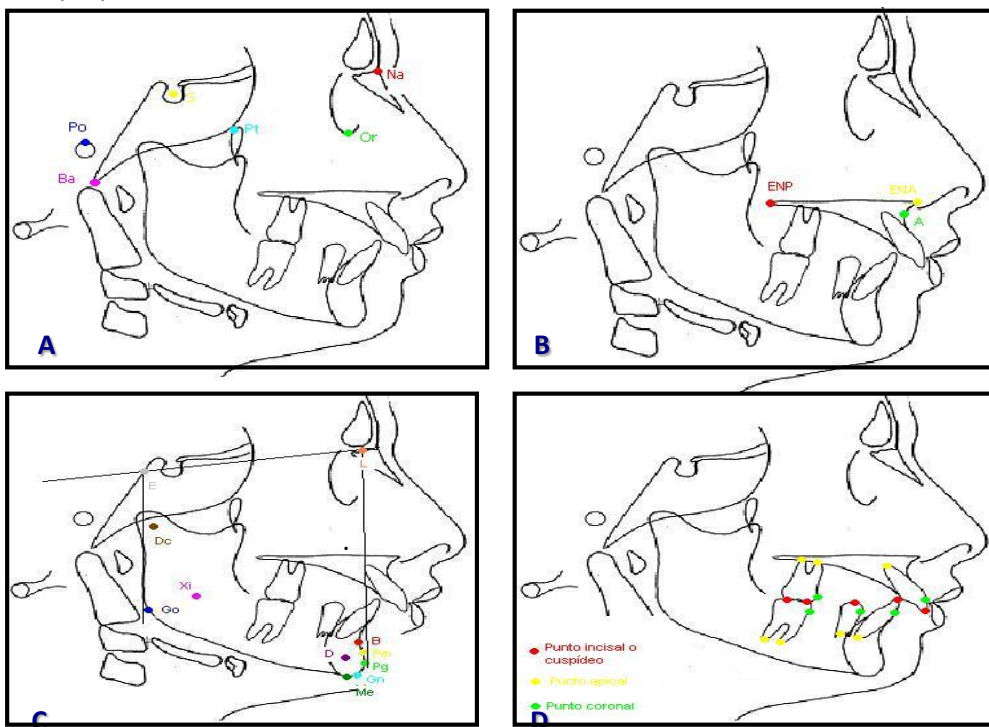 Na
S
Pt
Po
Or
Ba
A
ENP
ENA
A
B
L
E
Dc
Xi
Go
B
D
Pm
Pg
Gn
Me
C
Punto incisal o
cuspídeo
Punto apical
Punto coronal
D